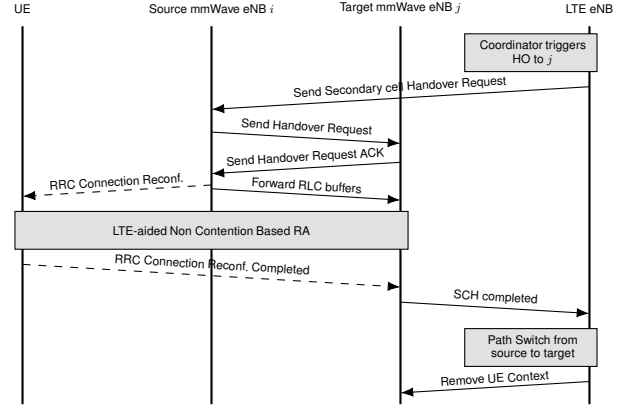 UE
Source mmWave eNB i
Target mmWave eNB j
LTE eNB
Coordinator triggers
HO to j
Send Secondary cell Handover Request
Send Handover Request
Send Handover Request ACK
RRC Connection Reconf.
Forward RLC buffers
LTE-aided Non Contention Based RA
RRC Connection Reconf. Completed
SCH completed
Path Switch from
source to target
Remove UE Context